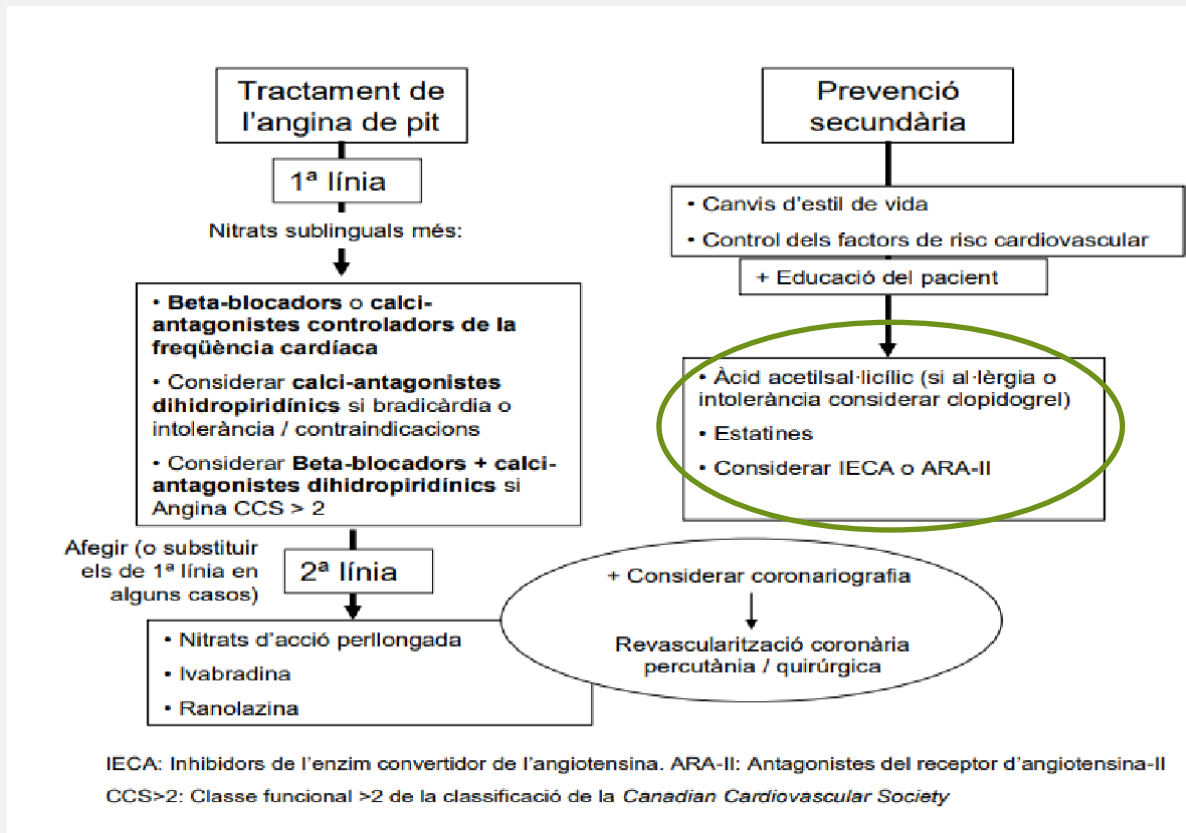 Tractament de
l'angina de pit
1ª línia
Nitrats sublinguals més:
• Beta-blocadors o calci-
antagonistes controladors de la
freqüència cardíaca
• Considerar calci-antagonistes
dihidropiridínics si bradicàrdia o
intolerància / contraindicacions
• Considerar Beta-blocadors + calci-
antagonistes dihidropiridínics si
Angina CCS > 2
Afegir (o substituir
els de 1ª línia en
alguns casos)
2ª línia
• Nitrats d'acció perllongada
• Ivabradina
• Ranolazina
Prevenció
secundària
• Canvis d'estil de vida
• Control dels factors de risc cardiovascular
+ Educació del pacient
• Àcid acetilsal·licílic (si al·lèrgia o
intolerància considerar clopidogrel)
• Estatines
• Considerar IECA o ARA-II
+ Considerar coronariografia
Revascularització coronària
percutània / quirúrgica
IECA: Inhibidors de l'enzim convertidor de l'angiotensina. ARA-II: Antagonistes del receptor d'angiotensina-II
CCS>2: Classe funcional >2 de la classificació de la Canadian Cardiovascular Society